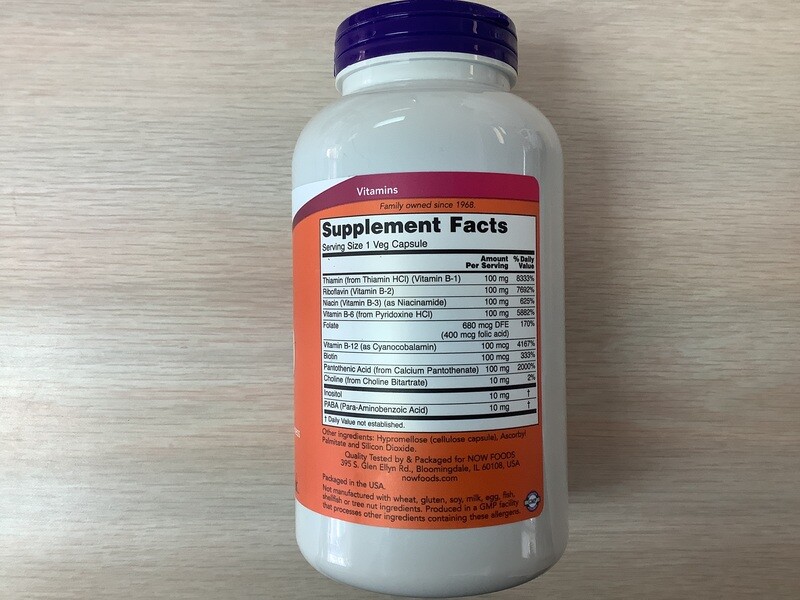 Vitamins
Family owned since 1968.
Supplement Facts
Serving Size 1 Veg Capsule
Amount Per Serving % Daily Value
Thiamin (from Thiamin HCl) (Vitamin B-1) 100 mg 8333%
Riboflavin (Vitamin B-2) 100 mg 7692%
Niacin (Vitamin B-3) (as Niacinamide) 100 mg 625%
Vitamin B-6 (from Pyridoxine HCl) 100 mg 5882%
Folate 680 mcg DFE 170%
(400 mcg folic acid)
Vitamin B-12 (as Cyanocobalamin) 100 mcg 4167%
Biotin 100 mcg 333%
Pantothenic Acid (from Calcium Pantothenate) 100 mg 2000%
Choline (from Choline Bitartrate) 10 mg 2%
Inositol 10 mg †
PABA (Para-Aminobenzoic Acid) 10 mg †
† Daily Value not established.
Other ingredients: Hypromellose (cellulose capsule), Ascorbyl
Palmitate and Silicon Dioxide.
Quality Tested by & Packaged for NOW FOODS
395 S. Glen Ellyn Rd., Bloomingdale, IL 60108, USA
nowfoods.com
Packaged in the USA.
Not manufactured with wheat, gluten, soy, milk, egg, fish,
shellfish or tree nut ingredients. Produced in a GMP facility
that processes other ingredients containing these allergens.